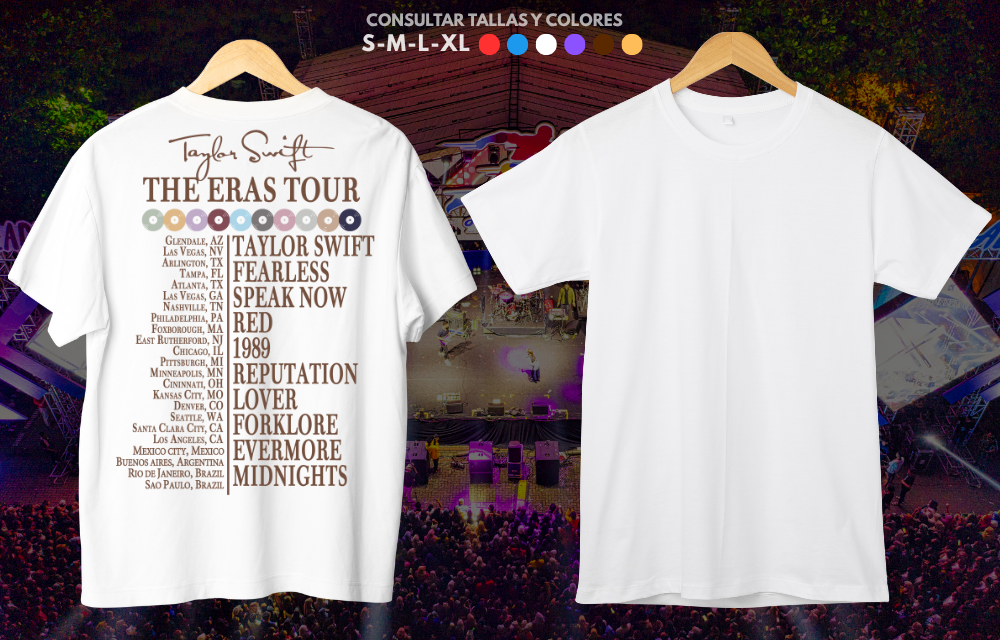 CONSULTAR TALLAS Y COLORES
S-M-L-XL
Taylor Swift
THE ERAS TOUR
GLENDALE, AZ
LAS VEGAS, NV
ARLINGTON, TX
TAMPA, FL
ATLANTA, TX
LAS VEGAS, GA
NASHVILLE, TN
PHILADELPHIA, PA
FOXBOROUGH, MA
EAST RUTHERFORD, NJ
CHICAGO, IL
PITTSBURGH, MI
MINNEAPOLIS, MN
CININNATI, OH
KANSAS CITY, MO
DENVER, CO
SEATTLE, WA
SANTA CLARA CITY, CA
LOS ANGELES, CA
MEXICO CITY, MEXICO
BUENOS AIRES, ARGENTINA
RIO DE JANEIRO, BRAZIL
SAO PAULO, BRAZIL
TAYLOR SWIFT
FEARLESS
SPEAK NOW
RED
1989
REPUTATION
LOVER
FORKLORE
EVERMORE
MIDNIGHTS